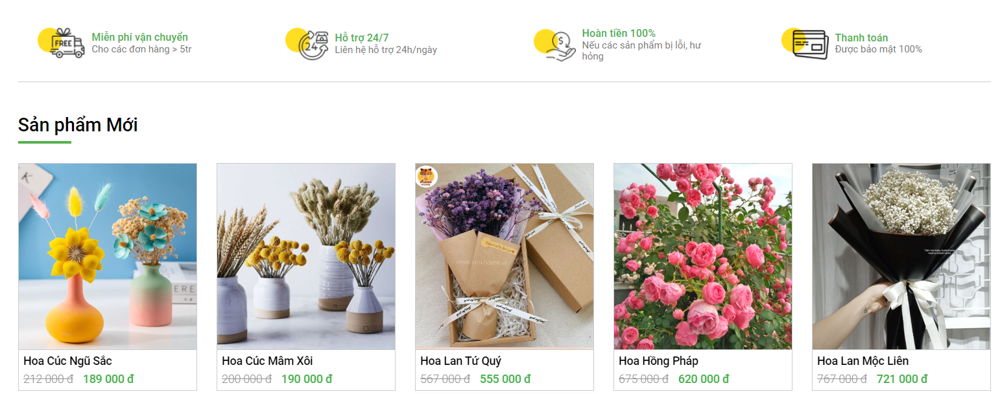 FREE
Miễn phí vận chuyển
Cho các đơn hàng > 5tr
24
Hỗ trợ 24/7
Liên hệ hỗ trợ 24h/ngày
$
Hoàn tiền 100%
Nếu các sản phẩm bị lỗi, hư
hỏng
Thanh toán
Được bảo mật 100%
Sản phẩm Mới
K
ERE
HOME
Especially for you
Hoa Cúc Ngũ Sắc
212 000 đ 189 000 đ
Hoa Cúc Mâm Xôi
200 000 đ 190 000 đ
Hoa Lan Tứ Quý
567 000 đ 555 000 đ
Hoa Hồng Pháp
675 000 đ 620 000 đ
Hoa Lan Mộc Liên
767 000 đ 721 000 đ